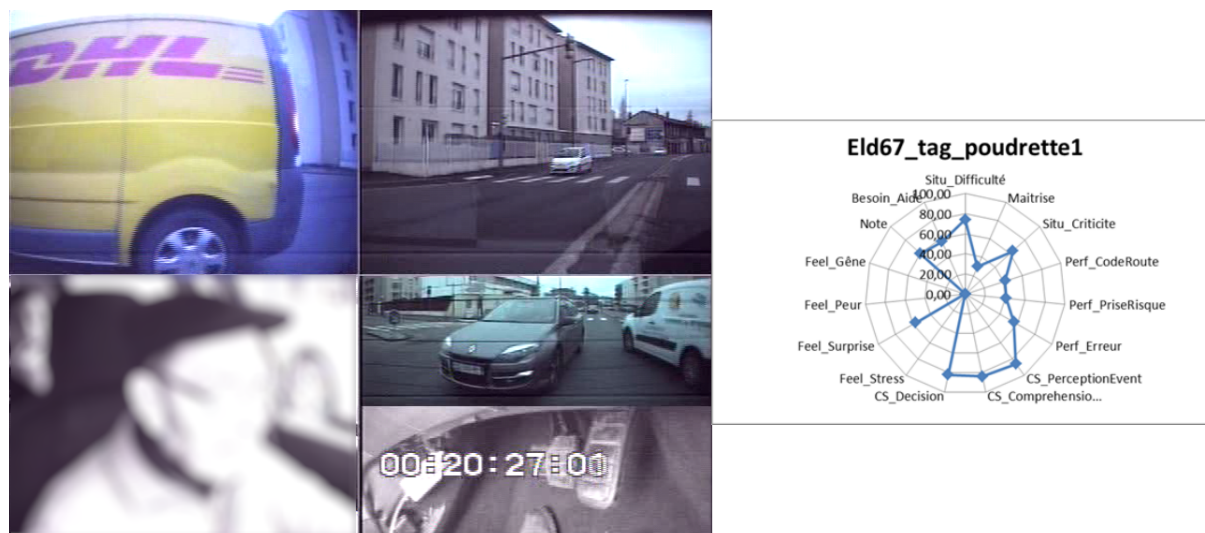 DHL
00:20:27:01
Eld67_tag_poudrette1
Situ_Difficulté
Maitrise
Situ_Criticite
Perf_CodeRoute
Perf_PriseRisque
Perf_Erreur
CS_PerceptionEvent
CS_Comprehensio...
CS_Decision
Feel_Stress
Feel_Surprise
Feel_Peur
Feel_Gêne
Note
Besoin_Aide
100,00
80,00
60,00
40,00
20,00
0,00